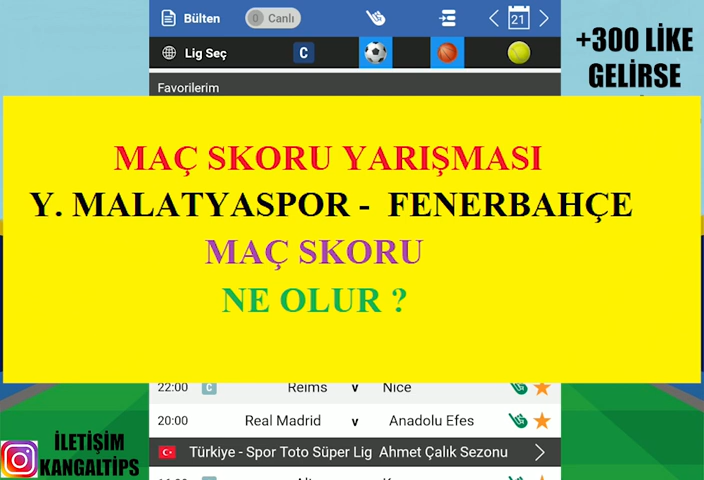 Bülten
0 Canlı
21
Lig Seç
C
Favorilerim
+300 LİKE
GELİRSE
MAÇ SKORU YARIŞMASI
Y. MALATYASPOR - FENERBAHÇE
MAÇ SKORU
NE OLUR ?
22:00 C Reims v Nice
20:00 Real Madrid v Anadolu Efes
Türkiye - Spor Toto Süper Lig Ahmet Çalık Sezonu
İLETİŞİM
KANGALTİPS